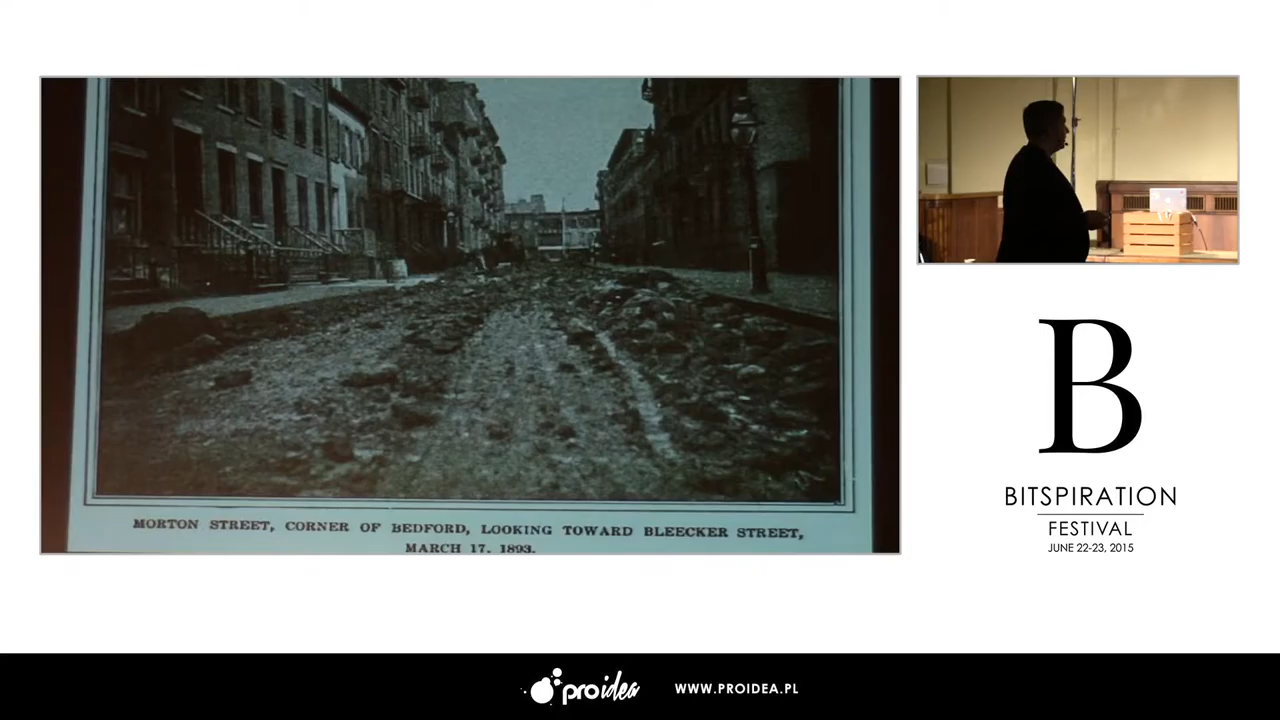 MORTON STREET, CORNER OF BEDFORD, LOOKING TOWARD BLEECKER STREET,
MARCH 17, 1893.
B
BITSPIRATION
FESTIVAL
JUNE 22-23, 2015
proidea
WWW.PROIDEA.PL